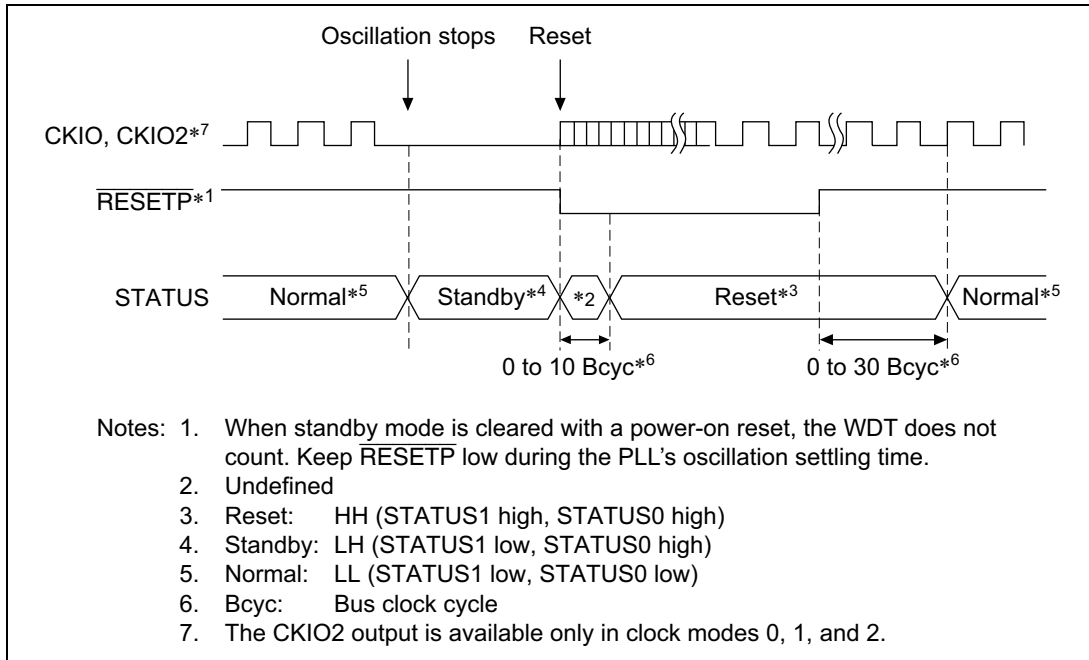 Oscillation stops Reset
CKIO, CKIO2*7
RESETP*1
STATUS Normal*5 Standby*4 *2 Reset*3 Normal*5
0 to 10 Bcyc*6 0 to 30 Bcyc*6
Notes: 1. When standby mode is cleared with a power-on reset, the WDT does not
count. Keep RESETP low during the PLL's oscillation settling time.
2. Undefined
3. Reset: HH (STATUS1 high, STATUS0 high)
4. Standby: LH (STATUS1 low, STATUS0 high)
5. Normal: LL (STATUS1 low, STATUS0 low)
6. Bcyc: Bus clock cycle
7. The CKIO2 output is available only in clock modes 0, 1, and 2.